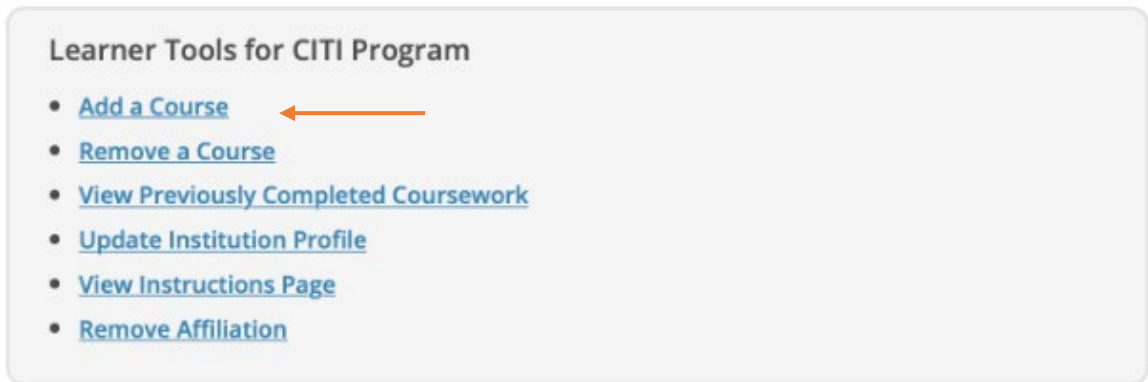 Learner Tools for CITI Program
Add a Course
Remove a Course
View Previously Completed Coursework
Update Institution Profile
View Instructions Page
Remove Affiliation